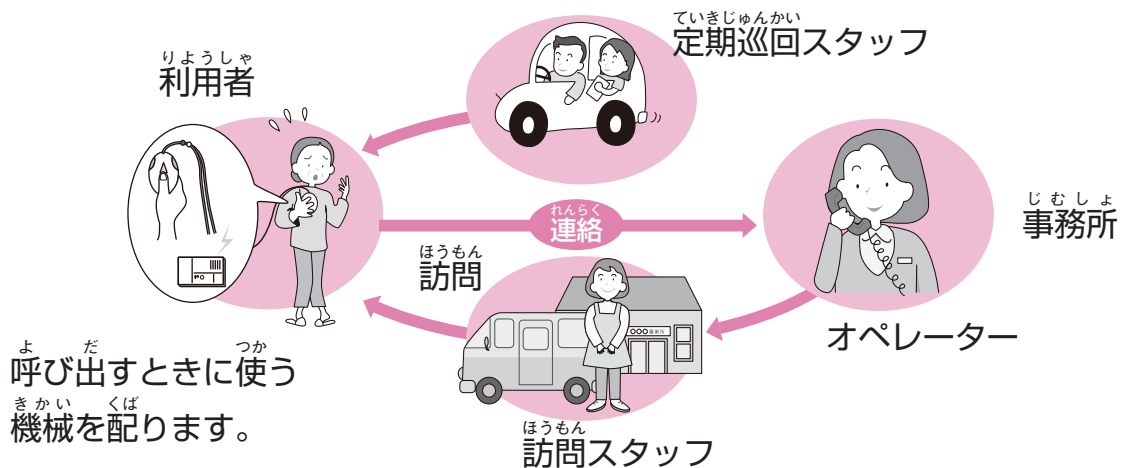 ていきじゅんかい
定期巡回スタッフ
りようしゃ
利用者
れんらく
連絡
じむしょ
事務所
ほうもん
訪問
オペレーター
よ だ つか
呼び出すときに使う
きかい くば
機械を配ります。
ほうもん
訪問スタッフ